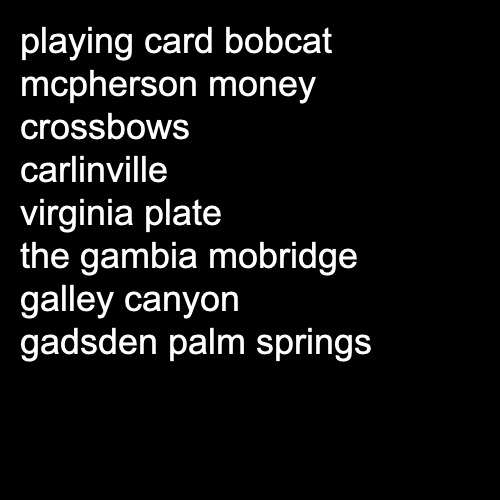 playing card bobcat
mcpherson money
crossbows
carlinville
virginia plate
the gambia mobridge
galley canyon
gadsden palm springs